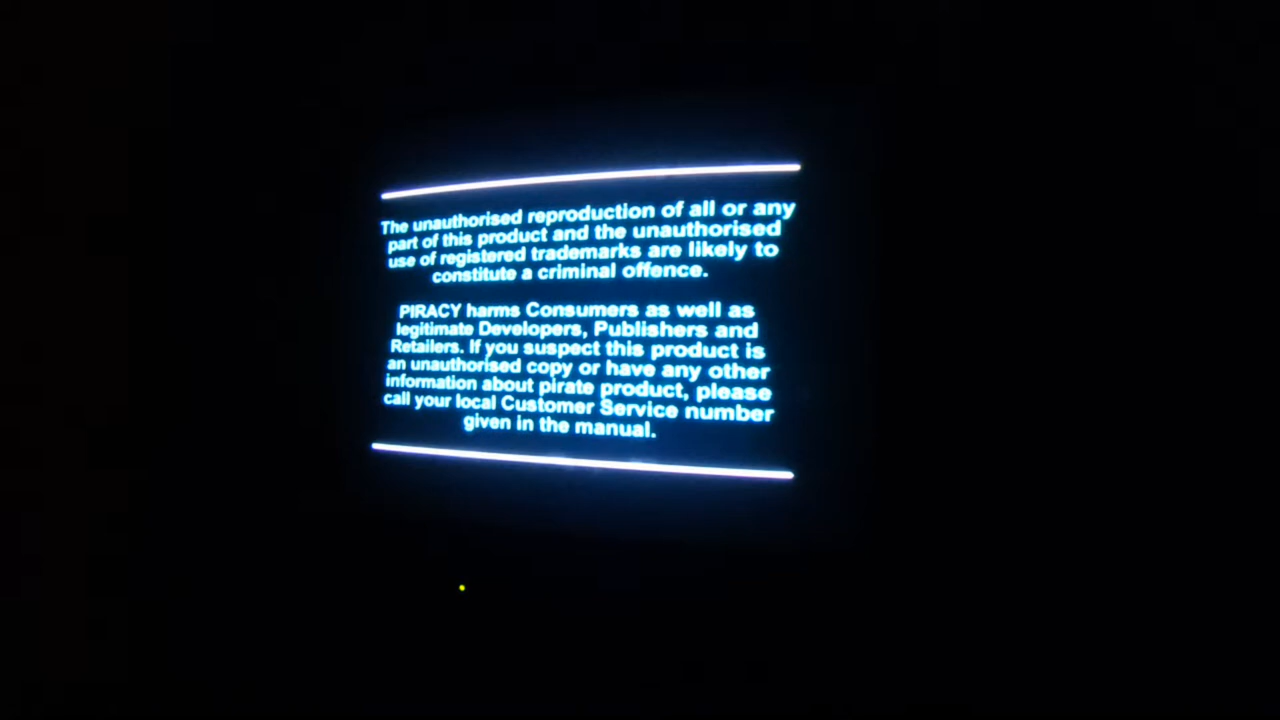 The unauthorised reproduction of all or any
part of this product and the unauthorised
use of registered trademarks are likely to
constitute a criminal offence.
PIRACY harms Consumers as well as
legitimate Developers, Publishers and
Retailers. If you suspect this product is
an unauthorised copy or have any other
information about pirate product, please
call your local Customer Service number
given in the manual.